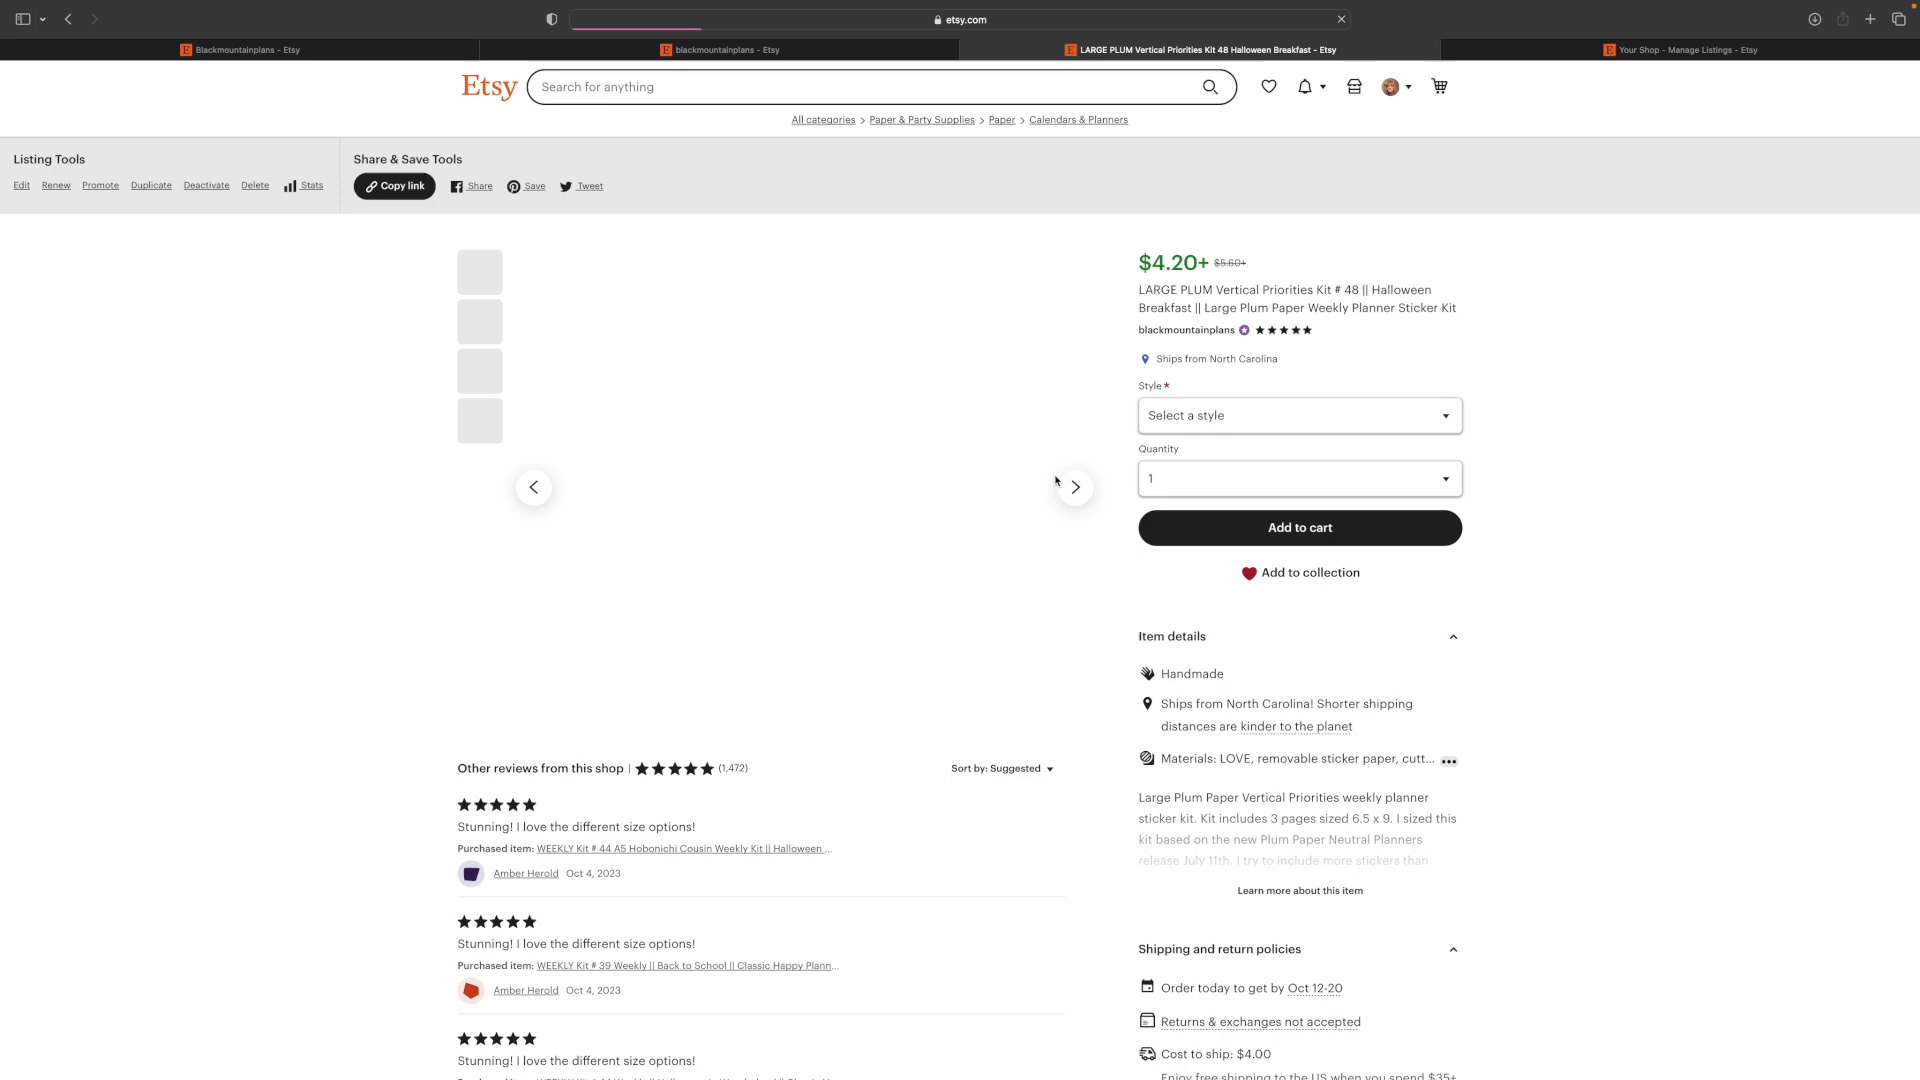 etsy.com
Blackmountainplans - Etsy
blackmountainplans - Etsy
LARGE PLUM Vertical Priorities Kit 48 Halloween Breakfast - Etsy
Your Shop - Manage Listings - Etsy
Etsy
Search for anything
All categories > Paper & Party Supplies > Paper > Calendars & Planners
Listing Tools
Edit Renew Promote Duplicate Deactivate Delete Stats
Share & Save Tools
Copy link Share Save Tweet
$4.20+ $5.60+
LARGE PLUM Vertical Priorities Kit # 48 || Halloween
Breakfast || Large Plum Paper Weekly Planner Sticker Kit
blackmountainplans
Ships from North Carolina
Style *
Select a style
Quantity
1
Add to cart
Add to collection
Item details
Handmade
Ships from North Carolina! Shorter shipping
distances are kinder to the planet
Materials: LOVE, removable sticker paper, cutt...
Large Plum Paper Vertical Priorities weekly planner
sticker kit. Kit includes 3 pages sized 6.5 x 9. I sized this
kit based on the new Plum Paper Neutral Planners
release July 11th. I try to include more stickers than
Learn more about this item
Shipping and return policies
Order today to get by Oct 12-20
Returns & exchanges not accepted
Cost to ship: $4.00
Enjoy free shipping to the US when you spend $35+
Other reviews from this shop | (1,472)
Sort by: Suggested
Stunning! I love the different size options!
Purchased item: WEEKLY Kit # 44 A5 Hobonichi Cousin Weekly Kit || Halloween ...
Amber Herold Oct 4, 2023
Stunning! I love the different size options!
Purchased item: WEEKLY Kit # 39 Weekly || Back to School || Classic Happy Plann...
Amber Herold Oct 4, 2023
Stunning! I love the different size options!